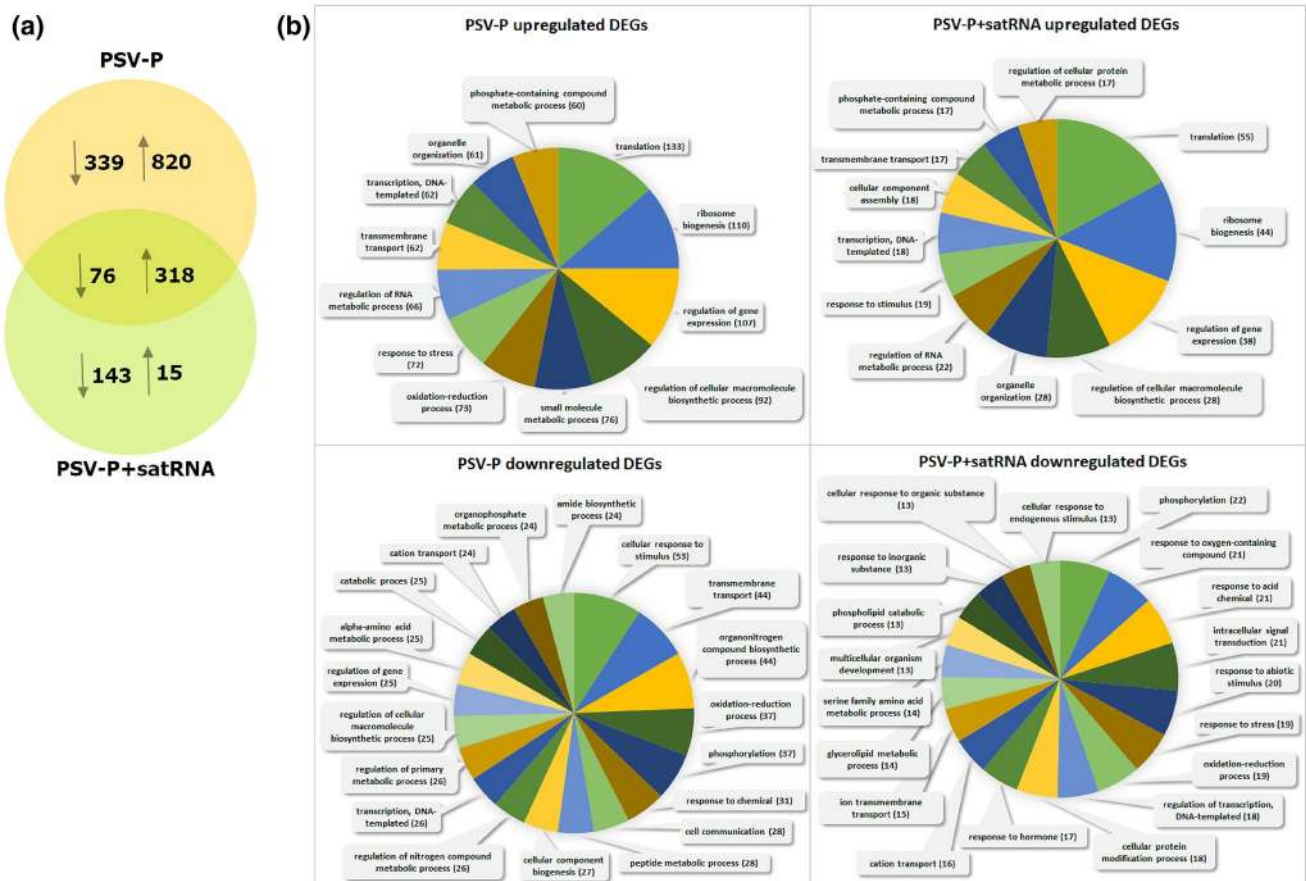 (a)
PSV-P
↓ 339 ↑ 820
↓ 76 ↑ 318
↓ 143 ↑ 15
PSV-P+satRNA
(b)
PSV-P upregulated DEGs
phosphate-containing compound
metabolic process (60)
organelle
organization (61)
translation (133)
transcription, DNA-
templated (62)
ribosome
biogenesis (110)
transmembrane
transport (62)
regulation of RNA
metabolic process (66)
regulation of gene
expression (107)
response to stress
(72)
oxidation-reduction
process (73)
small molecule
metabolic process (76)
regulation of cellular macromolecule
biosynthetic process (92)
PSV-P+satRNA upregulated DEGs
regulation of cellular protein
metabolic process (17)
phosphate-containing compound
metabolic process (17)
translation (55)
transmembrane transport (17)
cellular component
assembly (18)
ribosome
biogenesis (44)
transcription, DNA-
templated (18)
response to stimulus (19)
regulation of gene
expression (38)
regulation of RNA
metabolic process (22)
organelle
organization (28)
regulation of cellular macromolecule
biosynthetic process (28)
PSV-P downregulated DEGs
organophosphate
metabolic process (24)
amide biosynthetic
process (24)
cation transport (24)
cellular response to
stimulus (53)
catabolic proces (25)
transmembrane
transport (44)
alpha-amino acid
metabolic process (25)
organonitrogen
compound biosynthetic
process (44)
regulation of gene
expression (25)
oxidation-reduction
process (37)
regulation of cellular
macromolecule
biosynthetic process (25)
phosphorylation (37)
regulation of primary
metabolic process (26)
response to chemical (31)
transcription, DNA-
templated (26)
cell communication (28)
regulation of nitrogen compound
metabolic process (26)
cellular component
biogenesis (27)
peptide metabolic process (28)
PSV-P+satRNA downregulated DEGs
cellular response to organic substance
(13)
cellular response to
endogenous stimulus (13)
phosphorylation (22)
response to inorganic
substance (13)
response to oxygen-containing
compound (21)
response to acid
chemical (21)
phospholipid catabolic
process (13)
intracellular signal
transduction (21)
multicellular organism
development (13)
response to abiotic
stimulus (20)
serine family amino acid
metabolic process (14)
response to stress (19)
glycerolipid metabolic
process (14)
oxidation-reduction
process (19)
ion transmembrane
transport (15)
regulation of transcription,
DNA-templated (18)
response to hormone (17)
cation transport (16)
cellular protein
modification process (18)